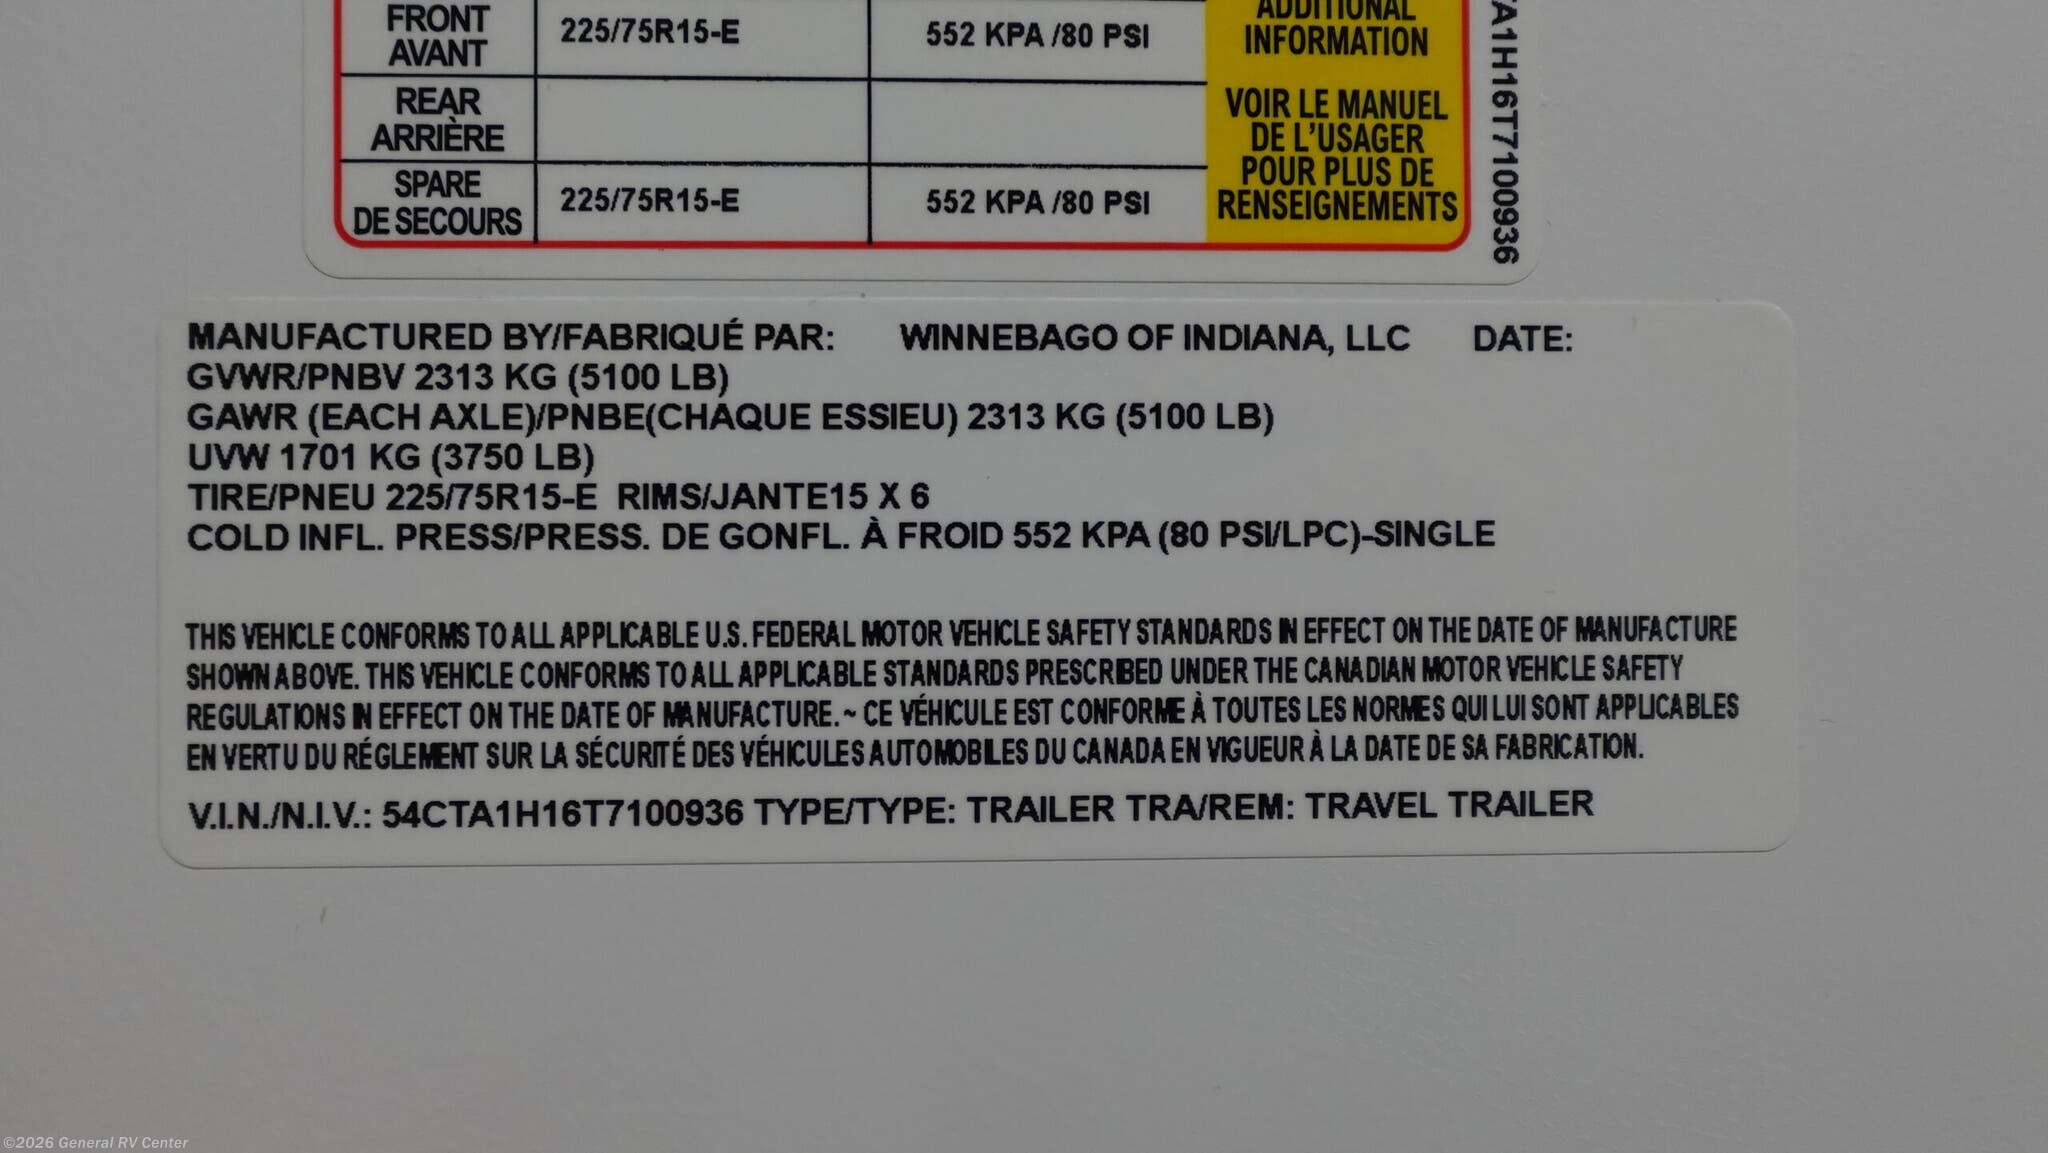 FRONT
AVANT
225/75R15-E
552 KPA /80 PSI
REAR
ARRIÈRE
SPARE
DE SECOURS
225/75R15-E
552 KPA /80 PSI
ADDITIONAL
INFORMATION
VOIR LE MANUEL
DE L'USAGER
POUR PLUS DE
RENSEIGNEMENTS
TA1H16T7100936
MANUFACTURED BY/FABRIQUÉ PAR: WINNEBAGO OF INDIANA, LLC DATE:
GVWR/PNBV 2313 KG (5100 LB)
GAWR (EACH AXLE)/PNBE(CHAQUE ESSIEU) 2313 KG (5100 LB)
UVW 1701 KG (3750 LB)
TIRE/PNEU 225/75R15-E RIMS/JANTE15 X 6
COLD INFL. PRESS/PRESS. DE GONFL. À FROID 552 KPA (80 PSI/LPC)-SINGLE
THIS VEHICLE CONFORMS TO ALL APPLICABLE U.S. FEDERAL MOTOR VEHICLE SAFETY STANDARDS IN EFFECT ON THE DATE OF MANUFACTURE
SHOWN ABOVE. THIS VEHICLE CONFORMS TO ALL APPLICABLE STANDARDS PRESCRIBED UNDER THE CANADIAN MOTOR VEHICLE SAFETY
REGULATIONS IN EFFECT ON THE DATE OF MANUFACTURE. ~ CE VÉHICULE EST CONFORME À TOUTES LES NORMES QUI LUI SONT APPLICABLES
EN VERTU DU RÉGLEMENT SUR LA SÉCURITÉ DES VÉHICULES AUTOMOBILES DU CANADA EN VIGUEUR À LA DATE DE SA FABRICATION.
V.I.N./N.I.V.: 54CTA1H16T7100936 TYPE/TYPE: TRAILER TRA/REM: TRAVEL TRAILER
©2026 General RV Center